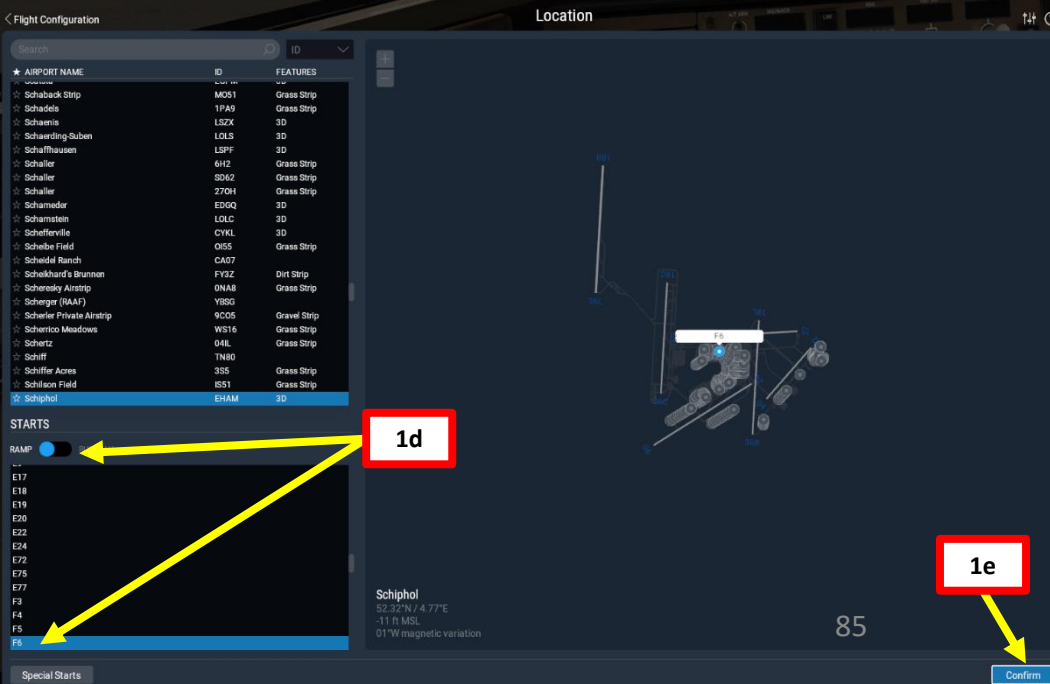 Flight Configuration
Location
Search
ID
★ AIRPORT NAME ID FEATURES
☆ Schaback Strip MO51 Grass Strip
☆ Schadels 1PA9 Grass Strip
☆ Schaenis LSZX 3D
☆ Schaerding-Suben LOLS 3D
☆ Schaffhausen LSPF 3D
☆ Schaller 6H2 Grass Strip
☆ Schaller SD62 Grass Strip
☆ Schaller 27OH Grass Strip
☆ Schameder EDGQ 3D
☆ Scharnstein LOLC 3D
☆ Schefferville CYKL 3D
☆ Scheibe Field OI55 Grass Strip
☆ Scheidel Ranch CA07
☆ Scheikhard's Brunnen FY3Z Dirt Strip
☆ Scheresky Airstrip 0NA8 Grass Strip
☆ Scherger (RAAF) YBSG
☆ Scherler Private Airstrip 9CO5 Gravel Strip
☆ Scherrico Meadows WS16 Grass Strip
☆ Schertz 04IL Grass Strip
☆ Schiff TN80
☆ Schiffer Acres 3S5 Grass Strip
☆ Schilson Field IS51 Grass Strip
☆ Schiphol EHAM 3D
F6
STARTS
RAMP
1d
E17
E18
E19
E20
E22
E24
E72
E75
E77
F3
F4
F5
F6
1e
Schiphol
52.32°N / 4.77°E
-11 ft MSL
01°W magnetic variation
85
Special Starts
Confirm